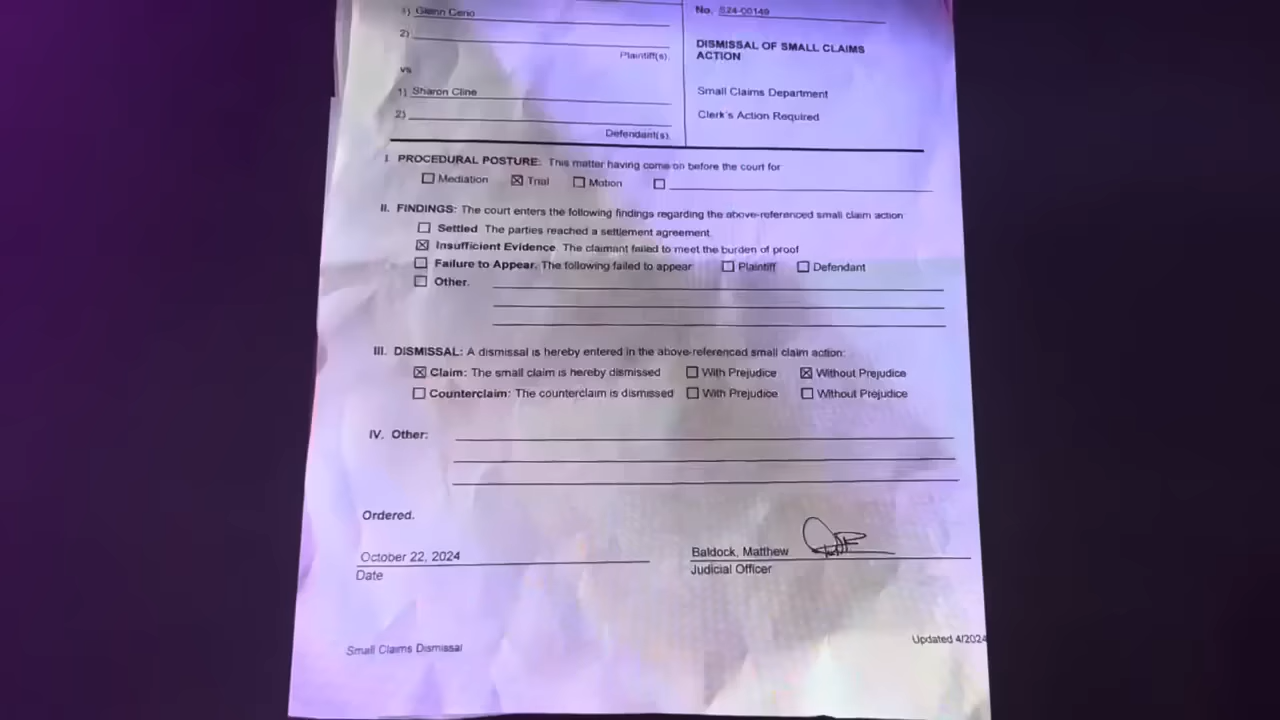 1) Glenn Cerio
No. S24-00149
2)
Plaintiff(s).
DISMISSAL OF SMALL CLAIMS
ACTION
vs
1) Sharon Cline
Small Claims Department
2)
Clerk's Action Required
Defendant(s).
I. PROCEDURAL POSTURE: This matter having come on before the court for
☐ Mediation ☒ Trial ☐ Motion ☐
II. FINDINGS: The court enters the following findings regarding the above-referenced small claim action:
☐ Settled. The parties reached a settlement agreement.
☒ Insufficient Evidence. The claimant failed to meet the burden of proof
☐ Failure to Appear. The following failed to appear ☐ Plaintiff ☐ Defendant
☐ Other.
III. DISMISSAL: A dismissal is hereby entered in the above-referenced small claim action:
☒ Claim: The small claim is hereby dismissed ☐ With Prejudice ☒ Without Prejudice
☐ Counterclaim: The counterclaim is dismissed ☐ With Prejudice ☐ Without Prejudice
IV. Other:
Ordered.
October 22, 2024
Baldock, Matthew
Date
Judicial Officer
Updated 4/2024
Small Claims Dismissal